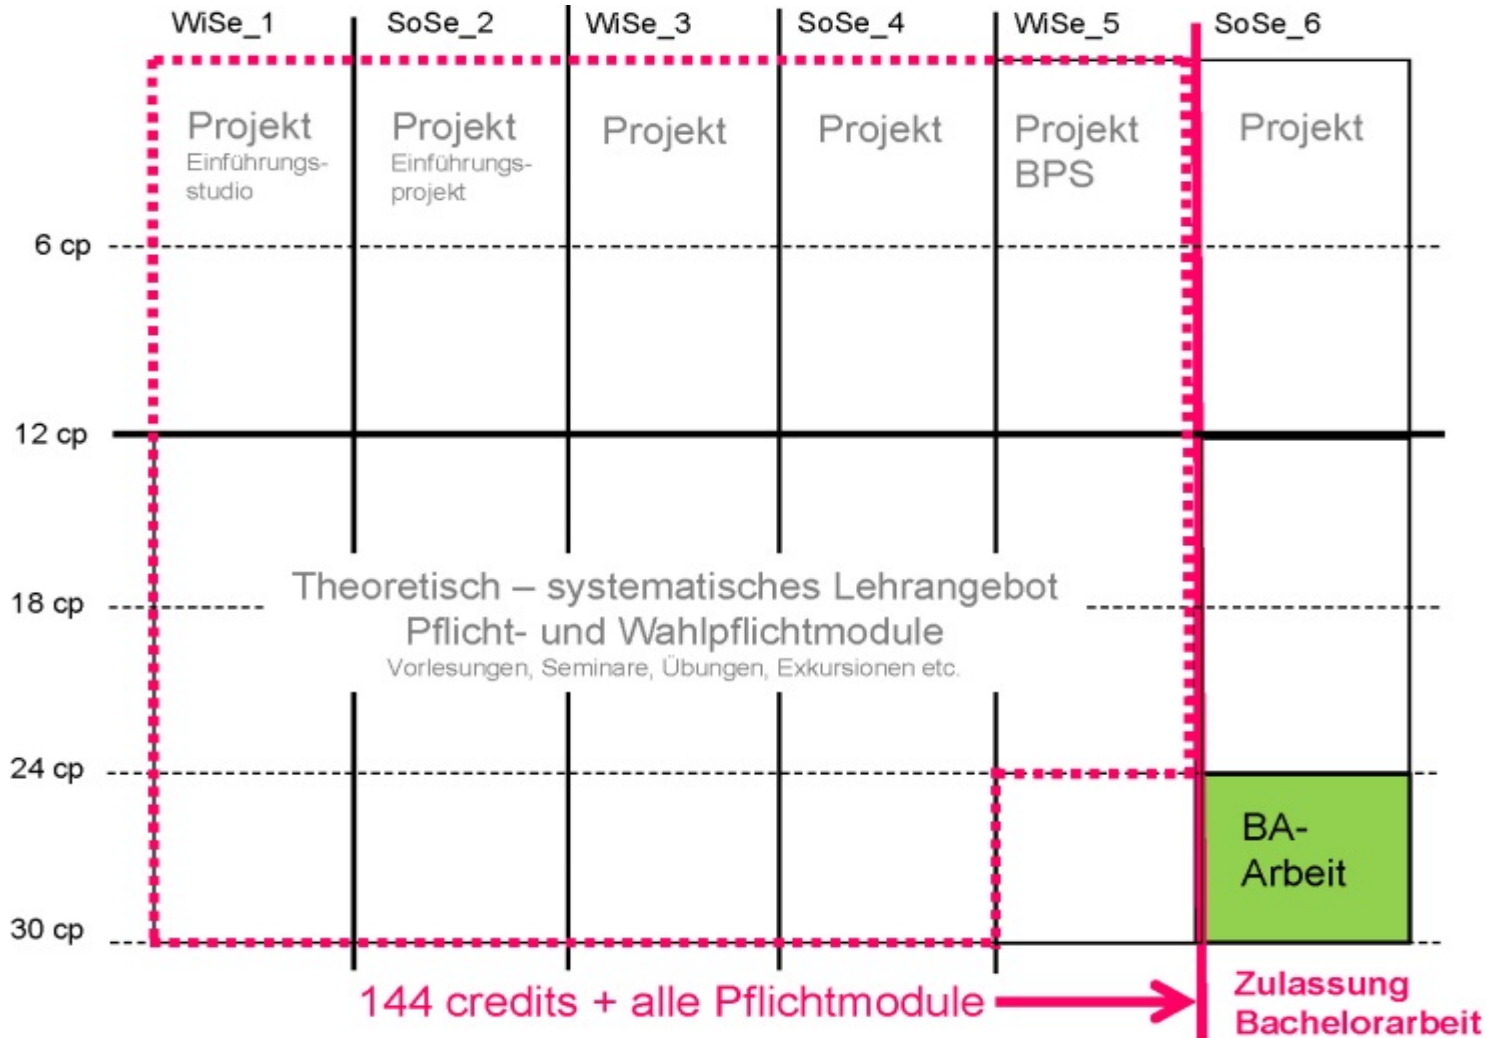 WiSe_1
SoSe_2
WiSe_3
SoSe_4
WiSe_5
SoSe_6
Projekt
Einführungs-
studio
Projekt
Einführungs-
projekt
Projekt
Projekt
Projekt
BPS
Projekt
6 cp
12 cp
Theoretisch – systematisches Lehrangebot
18 cp
Pflicht- und Wahlpflichtmodule
Vorlesungen, Seminare, Übungen, Exkursionen etc.
24 cp
BA-
Arbeit
30 cp
144 credits + alle Pflichtmodule
Zulassung
Bachelorarbeit